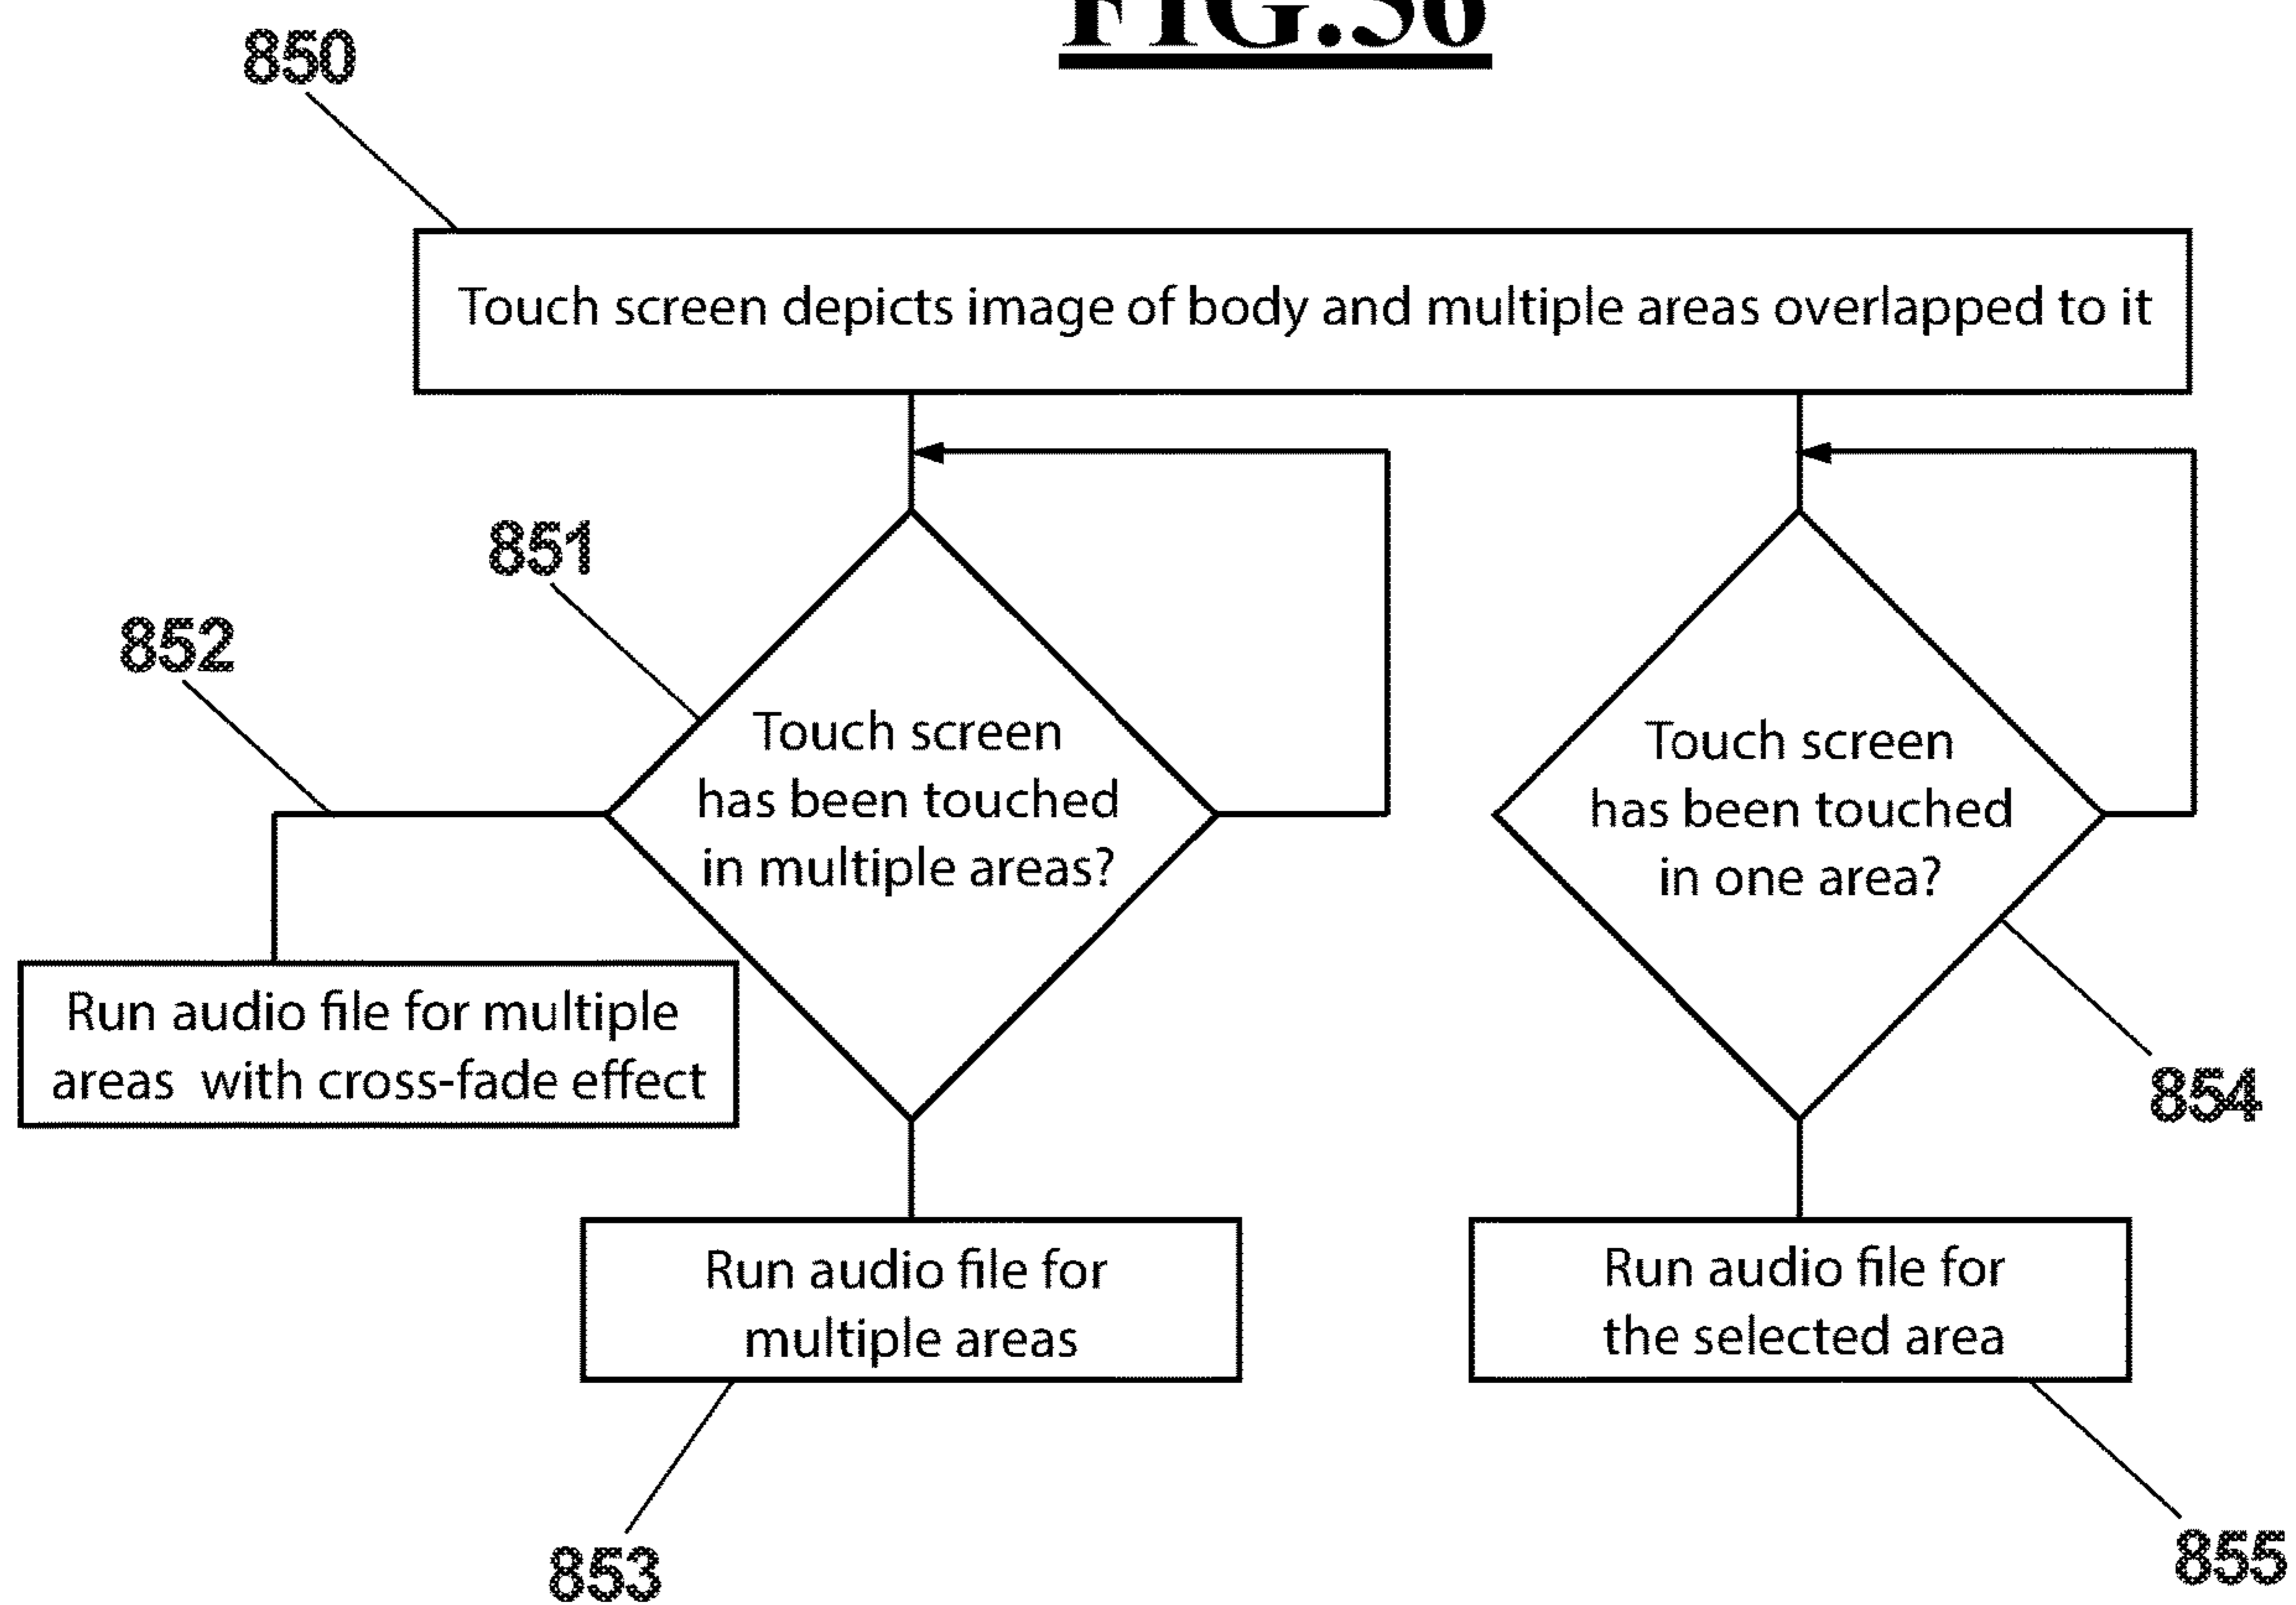 FIG.56
850
Touch screen depicts image of body and multiple areas overlapped to it
851
852
Touch screen
has been touched
in multiple areas?
Touch screen
has been touched
in one area?
Run audio file for multiple
areas with cross-fade effect
854
Run audio file for
multiple areas
Run audio file for
the selected area
853
855